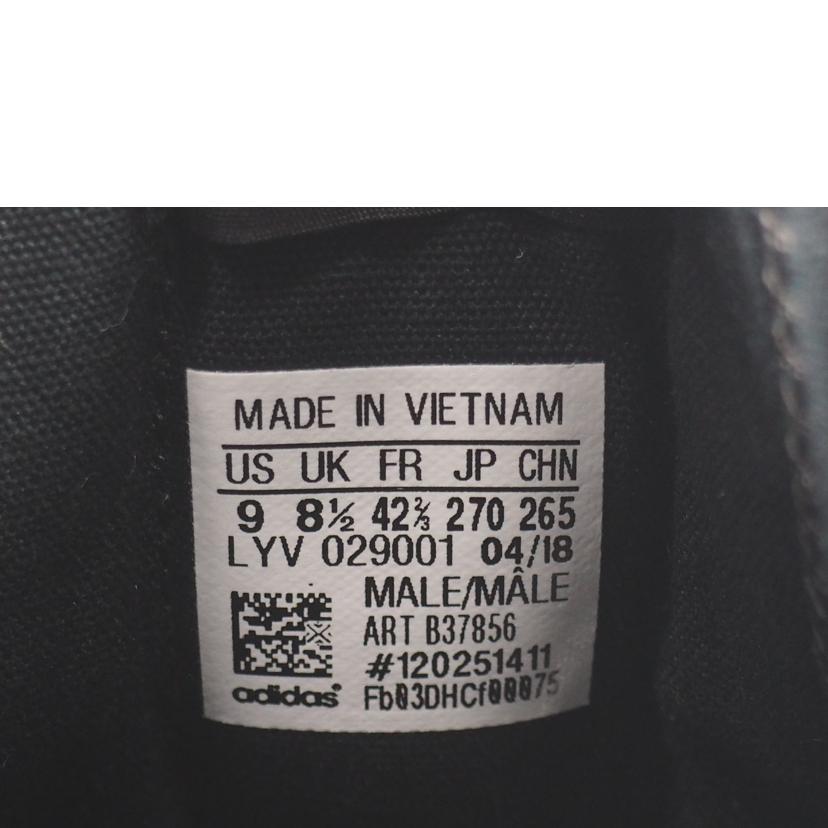 MADE IN VIETNAM
US UK FR JP CHN
9 8½ 42⅔ 270 265
LYV 029001 04/18
MALE/MÂLE
ART B37856
#120251411
adidas® Fb03DHCf00075